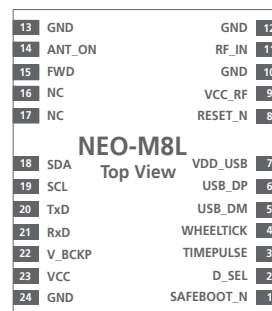 13 GND GND 12
14 ANT_ON RF_IN 11
15 FWD GND 10
16 NC VCC_RF 9
17 NC RESET_N 8
NEO-M8L
Top View
18 SDA VDD_USB 7
19 SCL USB_DP 6
20 TxD USB_DM 5
21 RxD WHEELTICK 4
22 V_BCKP TIMEPULSE 3
23 VCC D_SEL 2
24 GND SAFEBOOT_N 1